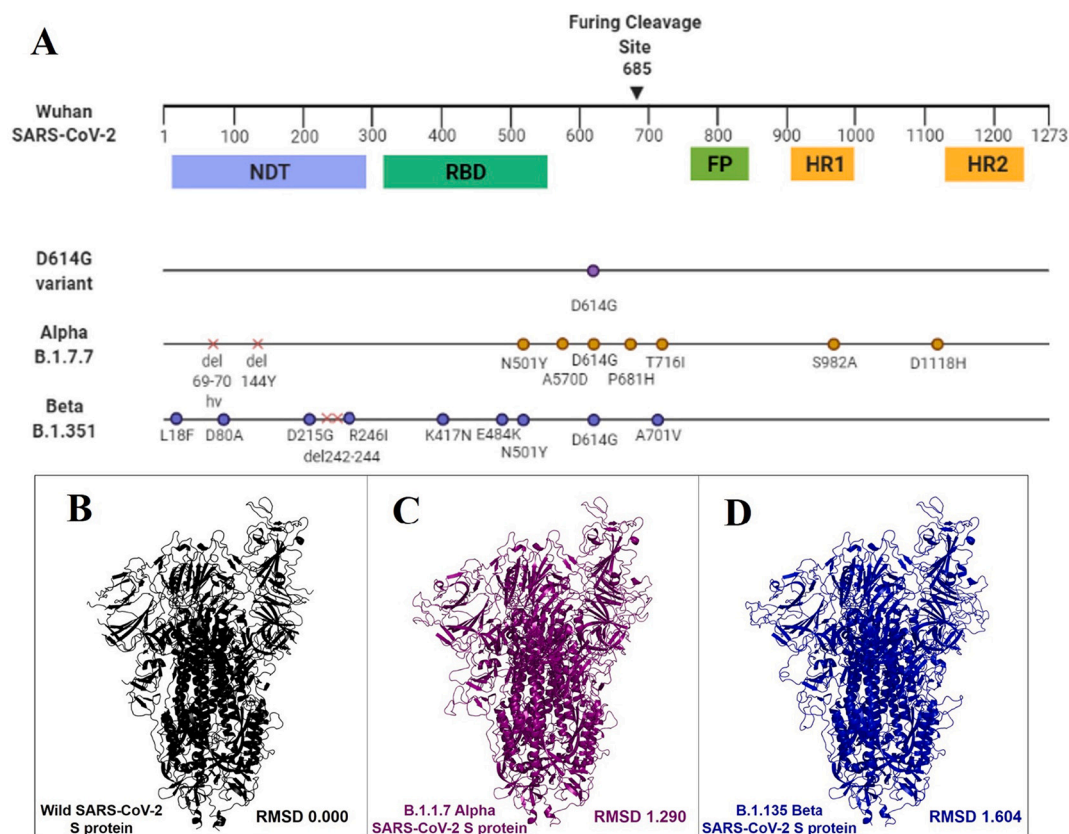 A
Furing Cleavage
Site
685
Wuhan
SARS-CoV-2
1 100 200 300 400 500 600 700 800 900 1000 1100 1200 1273
NDT RBD FP HR1 HR2
D614G
variant
D614G
Alpha
B.1.7.7
del
69-70
hv
del
144Y
N501Y
A570D
D614G
P681H
T716I
S982A
D1118H
Beta
B.1.351
L18F D80A D215G R246I K417N E484K D614G A701V
del242-244 N501Y
B
Wild SARS-CoV-2
S protein
RMSD 0.000
C
B.1.1.7 Alpha
SARS-CoV-2 S protein
RMSD 1.290
D
B.1.135 Beta
SARS-CoV-2 S protein
RMSD 1.604